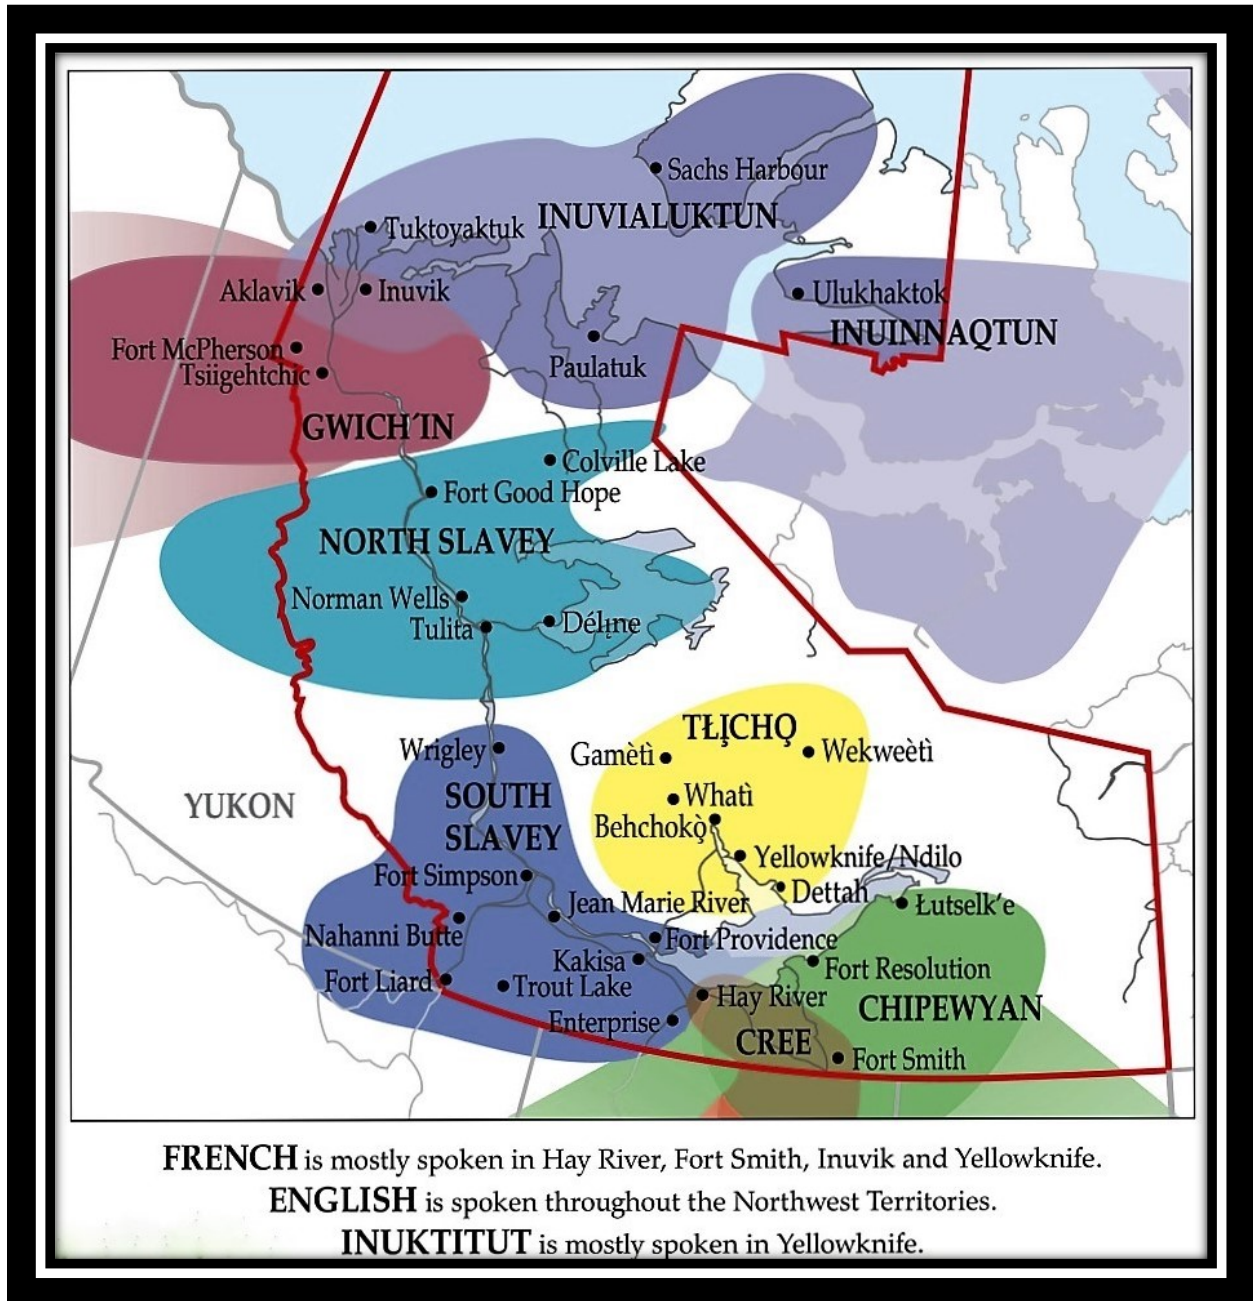 Sachs Harbour
INUVIALUKTUN
Tuktoyaktuk
Aklavik
Inuvik
Ulukhaktok
INUINNAQTUN
Fort McPherson
Tsiigehtchic
Paulatuk
GWICH´IN
Colville Lake
Fort Good Hope
NORTH SLAVEY
Norman Wells
Tulita
Délı̨ne
TŁĮCHǪ
Wrigley
Gamètì
Wekweètì
YUKON
SOUTH
SLAVEY
Whatì
Behchokǫ̀
Yellowknife/Ndilo
Fort Simpson
Dettah
Jean Marie River
Łutselk'e
Nahanni Butte
Fort Providence
Kakisa
Fort Resolution
Fort Liard
Trout Lake
Hay River
CHIPEWYAN
Enterprise
CREE
Fort Smith
FRENCH is mostly spoken in Hay River, Fort Smith, Inuvik and Yellowknife.
ENGLISH is spoken throughout the Northwest Territories.
INUKTITUT is mostly spoken in Yellowknife.